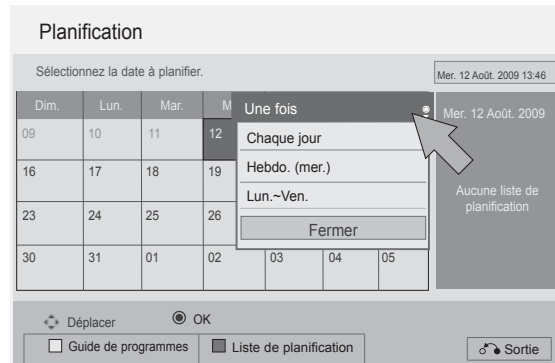 Planification
Sélectionnez la date à planifier.
Mer. 12 Août. 2009 13:46
Dim. Lun. Mar. M
Une fois
Mer. 12 Août. 2009
09 10 11 12
Chaque jour
Hebdo. (mer.)
16 17 18 19
Lun.~Ven.
Aucune liste de
planification
23 24 25 26
Fermer
30 31 01 02 03 04 05
Déplacer OK
Guide de programmes Liste de planification Sortie